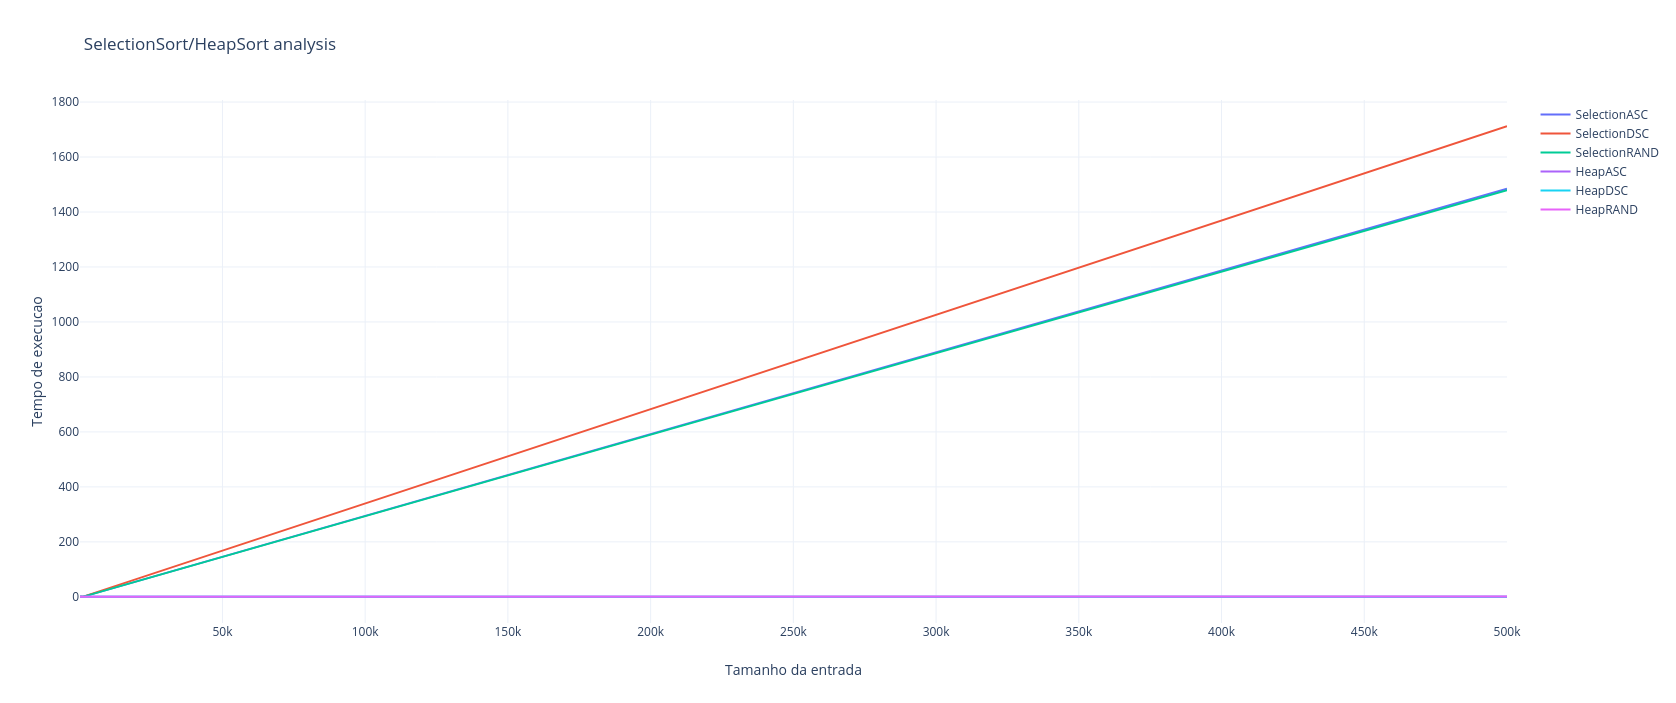 SelectionSort/HeapSort analysis
1800
1600
1400
1200
1000
800
600
400
200
0
Tempo de execucao
50k
100k
150k
200k
250k
300k
350k
400k
450k
500k
Tamanho da entrada
SelectionASC
SelectionDSC
SelectionRAND
HeapASC
HeapDSC
HeapRAND